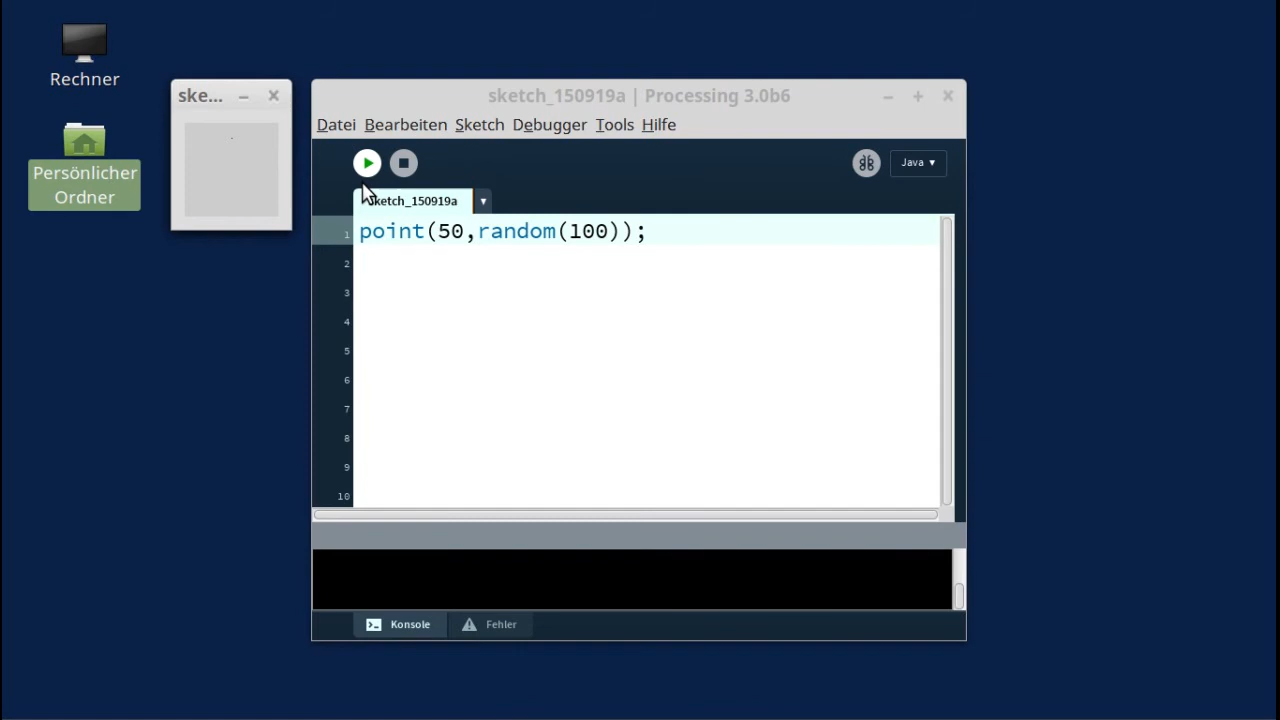 Rechner
Persönlicher
Ordner
ske...
sketch_150919a | Processing 3.0b6
Datei Bearbeiten Sketch Debugger Tools Hilfe
Java ▾
sketch_150919a ▾
1 point(50,random(100));
2
3
4
5
6
7
8
9
10
Konsole Fehler